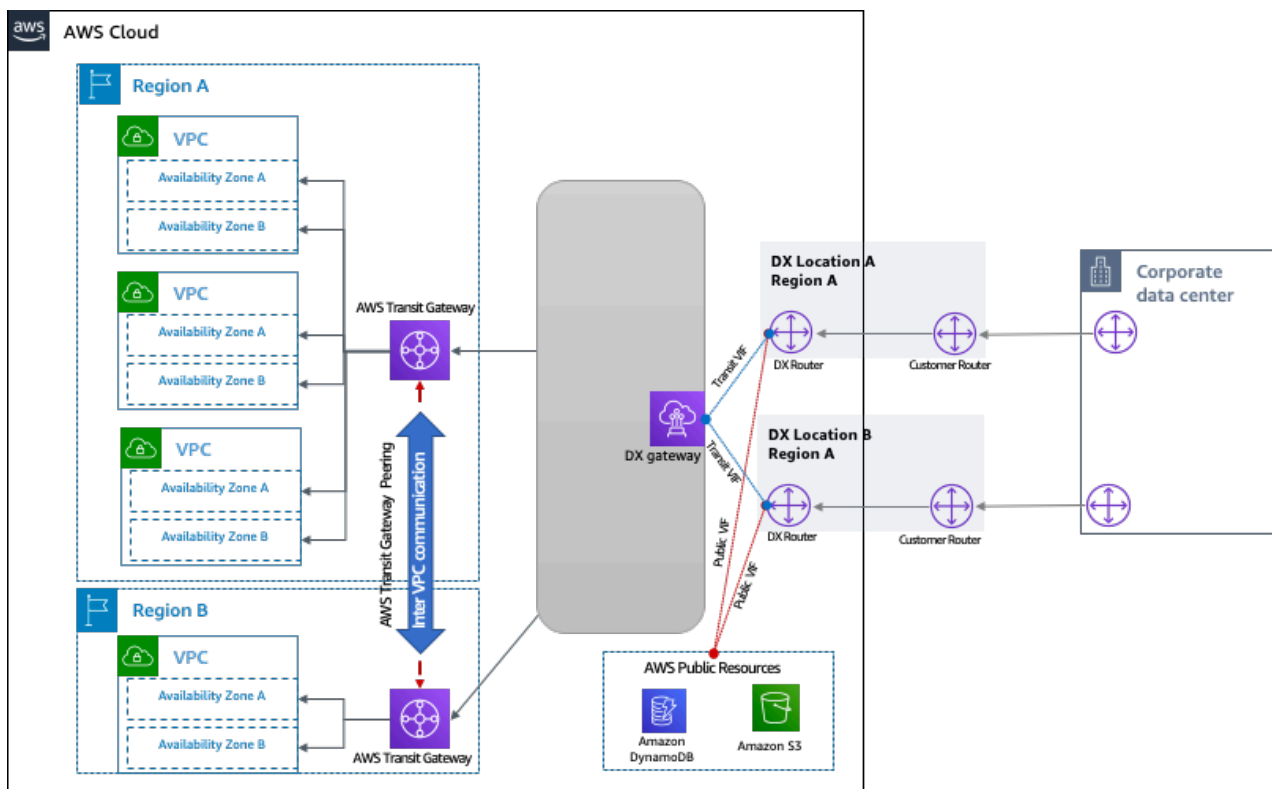 aws
AWS Cloud
Region A
VPC
Availability Zone A
Availability Zone B
VPC
Availability Zone A
Availability Zone B
VPC
Availability Zone A
Availability Zone B
AWS Transit Gateway
AWS Transit Gateway Peering
Inter VPC communication
Region B
VPC
Availability Zone A
Availability Zone B
AWS Transit Gateway
DX gateway
Transit VIF
Transit VIF
Public VIF
Public VIF
DX Location A
Region A
DX Router
Customer Router
DX Location B
Region A
DX Router
Customer Router
Corporate
data center
AWS Public Resources
Amazon
DynamoDB
Amazon S3